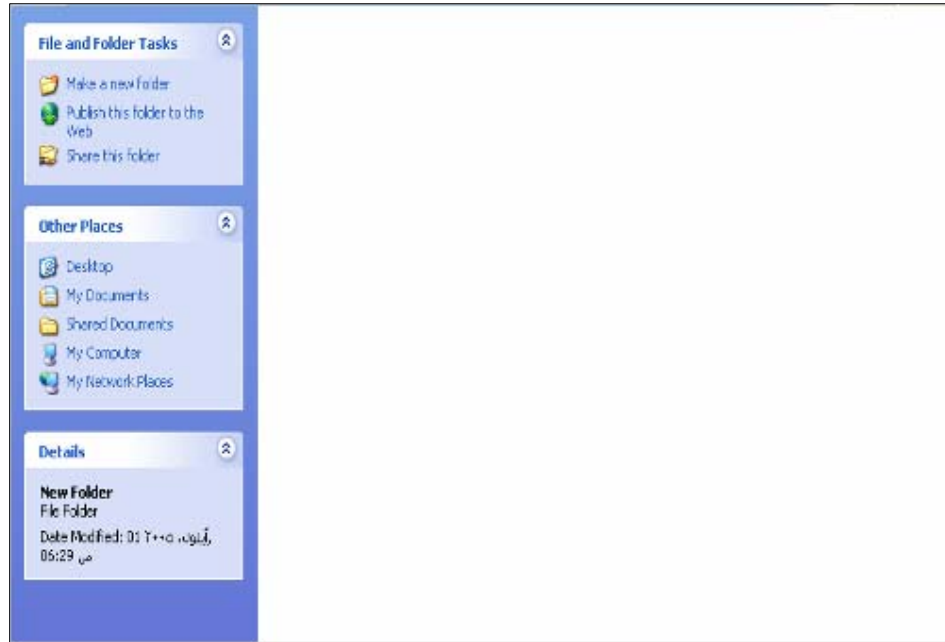 File and Folder Tasks
Make a new folder
Publish this folder to the
Web
Share this folder
Other Places
Desktop
My Documents
Shared Documents
My Computer
My Network Places
Details
New Folder
File Folder
Date Modified: 01 أيلول، ٢٠٠٥,
06:29 ص